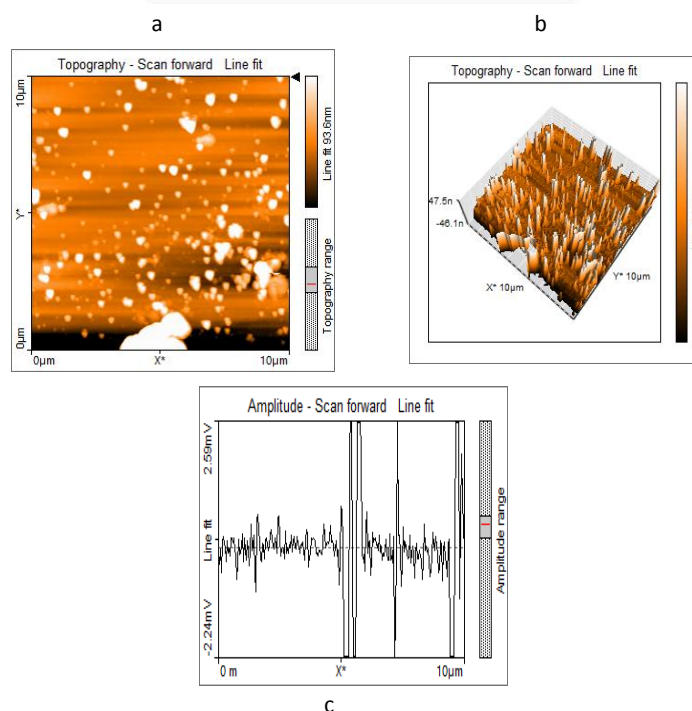 a
b
Topography - Scan forward Line fit
10µm
Y*
0µm
0µm
X*
10µm
Line fit 93.6nm
Topography range
Topography - Scan forward Line fit
47.5n
-46.1n
X* 10µm
Y* 10µm
Amplitude - Scan forward Line fit
2.59mV
Line fit
-2.24mV
0 m
X*
10µm
Amplitude range
c